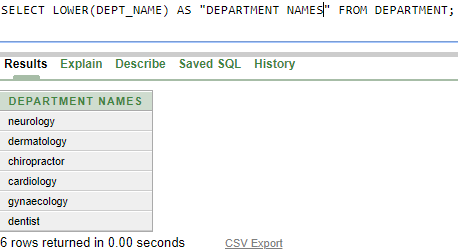 SELECT LOWER(DEPT_NAME) AS "DEPARTMENT NAMES" FROM DEPARTMENT;
Results Explain Describe Saved SQL History
DEPARTMENT NAMES
neurology
dermatology
chiropractor
cardiology
gynaecology
dentist
6 rows returned in 0.00 seconds CSV Export